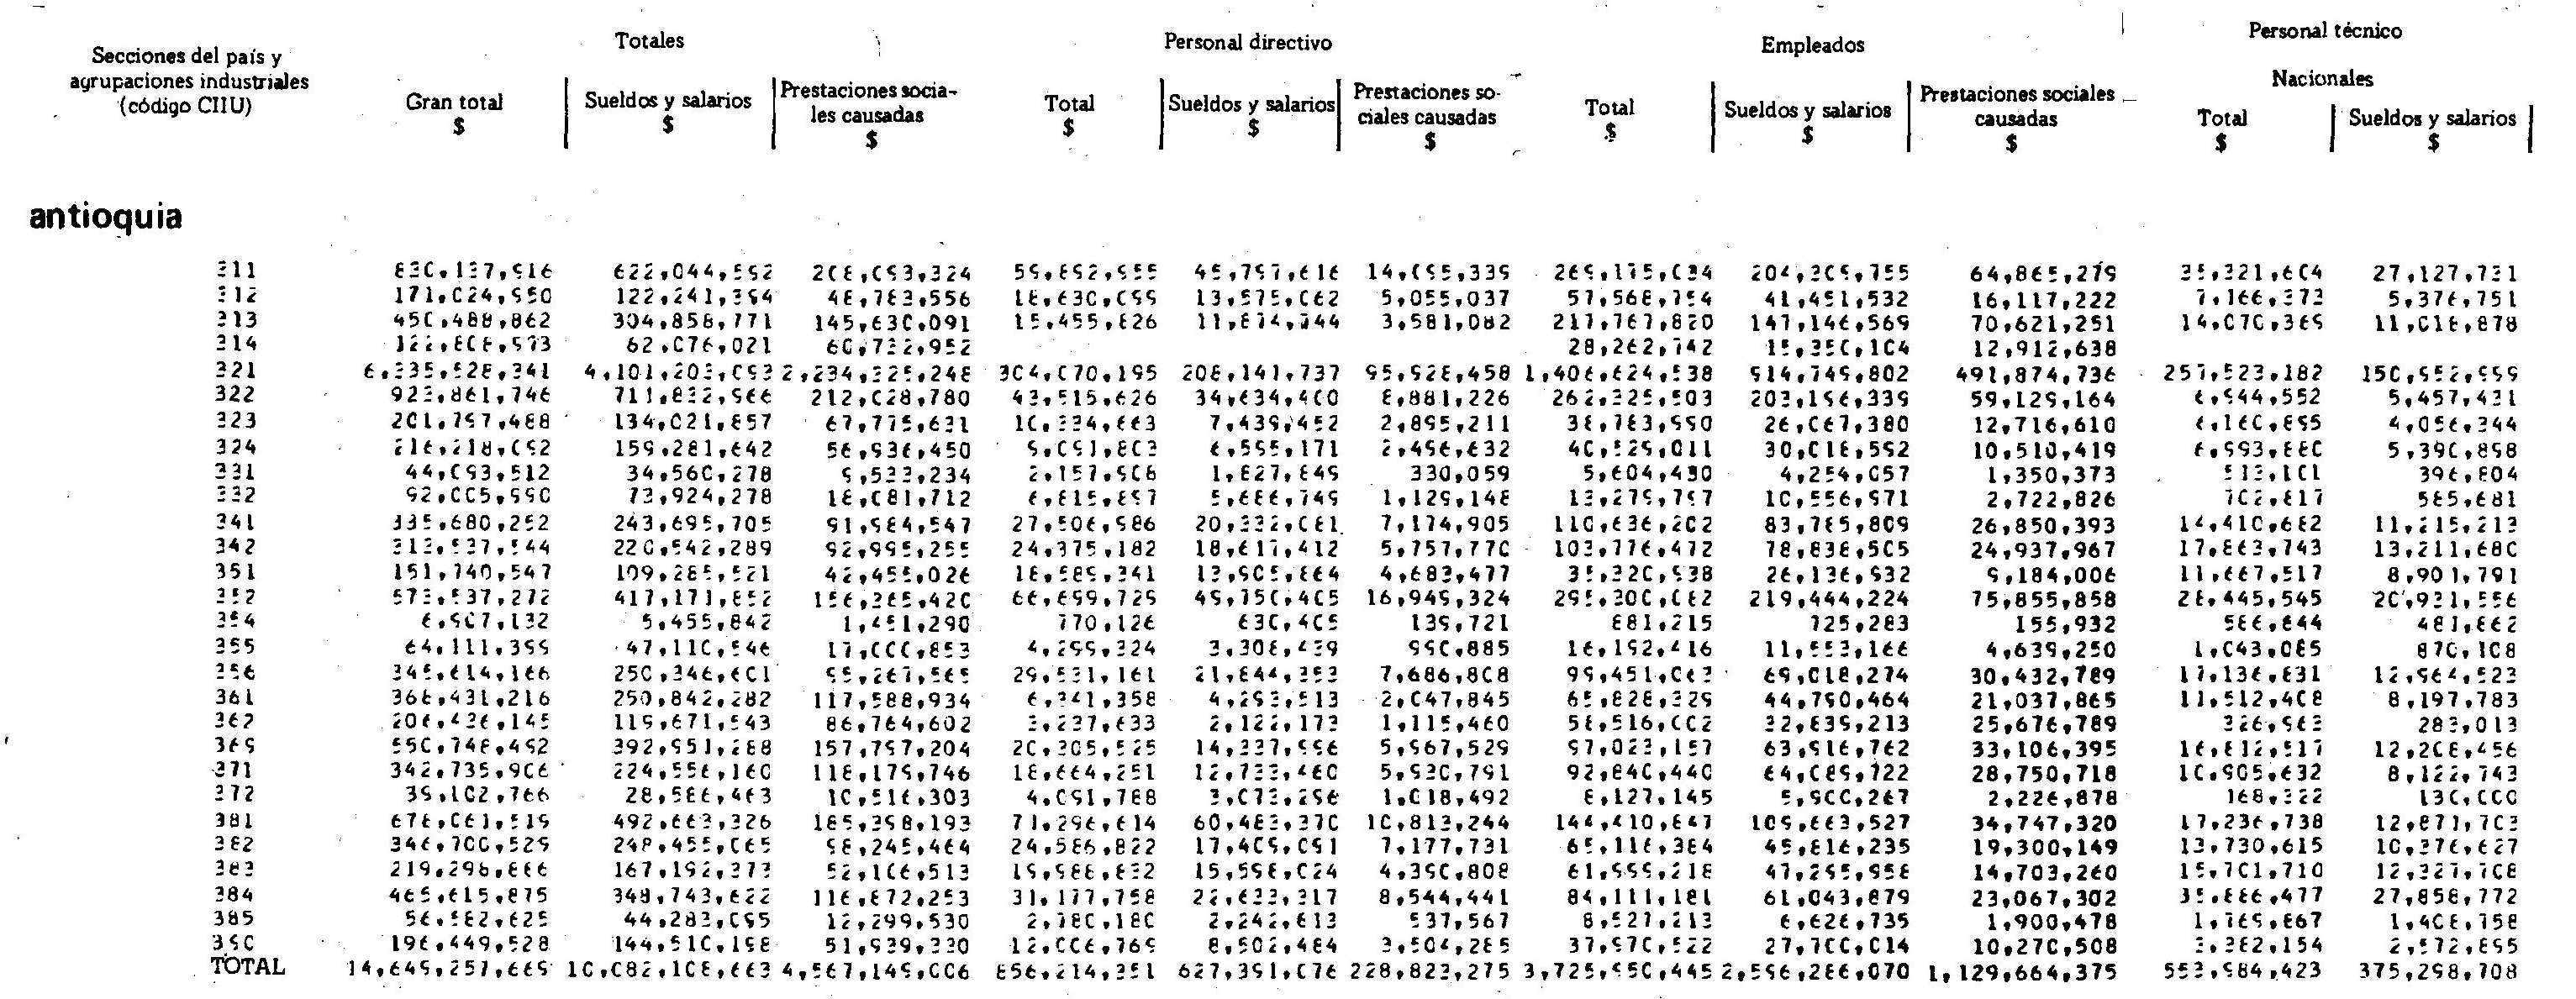 Totales Personal directivo Empleados Personal técnico
Secciones del país y agrupaciones industriales (código CIIU) Nacionales
Gran total $ Sueldos y salarios $ Prestaciones socia- les causadas $ Total $ Sueldos y salarios $ Prestaciones so- ciales causadas $ Total $ Sueldos y salarios $ Prestaciones sociales causadas $ Total $ Sueldos y salarios $
antioquia
311 830,137,916 622,044,592 208,093,324 59,892,955 45,797,616 14,095,339 269,175,034 204,309,755 64,865,279 35,321,604 27,127,731
312 171,024,950 122,241,394 48,783,556 18,630,099 13,575,062 5,055,037 57,568,754 41,451,532 16,117,222 7,166,373 5,376,751
313 450,488,862 304,858,771 145,630,091 15,455,826 11,874,744 3,581,082 217,767,820 147,146,569 70,621,251 14,070,369 11,018,878
314 122,808,973 62,076,021 60,732,952 28,262,742 15,350,104 12,912,638
321 6,335,528,341 4,101,203,093 2,234,325,248 304,070,195 208,141,737 95,928,458 1,406,624,538 914,749,802 491,874,736 257,523,182 150,952,999
322 923,861,746 711,832,966 212,028,780 43,515,626 34,634,400 8,881,226 262,325,503 203,196,339 59,129,164 6,944,552 5,457,431
323 201,797,488 134,021,857 67,775,631 10,334,663 7,439,452 2,895,211 38,783,990 26,067,380 12,716,610 6,160,895 4,056,344
324 216,218,092 159,281,642 56,936,450 9,091,803 6,595,171 2,496,632 40,529,011 30,018,592 10,510,419 6,993,880 5,390,898
331 44,093,512 34,560,278 9,533,234 2,157,908 1,827,849 330,059 5,604,430 4,254,057 1,350,373 513,101 396,804
332 92,005,990 73,924,278 18,081,712 6,815,897 5,686,749 1,129,148 13,279,797 10,556,971 2,722,826 702,817 585,681
341 335,680,252 243,695,705 91,984,547 27,506,986 20,332,081 7,174,905 110,636,202 83,785,809 26,850,393 14,410,682 11,215,213
342 313,537,544 220,542,289 92,995,255 24,375,182 18,617,412 5,757,770 103,776,472 78,838,505 24,937,967 17,863,743 13,211,680
351 151,740,547 109,285,521 42,455,026 18,589,341 13,905,864 4,683,477 35,320,938 26,136,932 9,184,006 11,667,517 8,901,791
352 573,537,272 417,171,852 156,365,420 66,699,729 49,750,405 16,949,324 295,300,082 219,444,224 75,855,858 28,445,545 20,931,556
354 6,907,132 5,455,842 1,451,290 770,126 630,405 139,721 881,215 725,283 155,932 586,844 481,862
355 64,111,399 47,110,546 17,000,853 4,299,324 3,308,439 990,885 16,192,416 11,553,166 4,639,250 1,043,085 870,108
356 345,614,166 250,346,601 95,267,565 29,531,161 21,844,353 7,686,808 99,451,063 69,018,274 30,432,789 17,136,831 12,964,523
361 368,431,216 250,842,282 117,588,934 6,341,358 4,293,513 2,047,845 65,828,329 44,790,464 21,037,865 11,512,408 8,197,783
362 206,436,145 119,671,543 86,764,602 3,237,633 2,122,173 1,115,460 58,516,002 32,839,213 25,676,789 326,963 283,013
369 550,748,492 392,951,288 157,797,204 20,305,525 14,337,996 5,967,529 97,023,157 63,916,762 33,106,395 16,812,517 12,208,456
371 342,735,906 224,556,160 118,179,746 18,664,251 12,733,460 5,930,791 92,840,440 64,089,722 28,750,718 10,905,632 8,122,743
372 39,102,766 28,586,463 10,516,303 4,091,788 3,073,296 1,018,492 8,127,145 5,900,267 2,226,878 168,322 130,000
381 678,061,519 492,663,326 185,398,193 71,296,614 60,483,370 10,813,244 144,410,847 109,663,527 34,747,320 17,236,738 12,871,703
382 346,700,529 248,455,065 98,245,464 24,586,822 17,409,091 7,177,731 65,116,384 45,816,235 19,300,149 13,730,615 10,376,627
383 219,298,886 167,192,373 52,106,513 19,988,832 15,598,024 4,390,808 61,999,218 47,295,958 14,703,260 15,701,710 12,327,708
384 465,615,875 348,743,622 116,872,253 31,177,758 22,633,317 8,544,441 84,111,181 61,043,879 23,067,302 35,886,477 27,858,772
385 56,582,625 44,283,095 12,299,530 2,780,180 2,242,613 537,567 8,527,213 6,626,735 1,900,478 1,769,867 1,408,758
390 196,449,528 144,510,198 51,939,330 12,006,769 8,502,484 3,504,285 37,970,522 27,700,014 10,270,508 3,382,154 2,572,895
TOTAL 14,649,257,669 10,082,108,663 4,567,149,006 856,214,351 627,391,076 228,823,275 3,725,950,445 2,596,286,070 1,129,664,375 553,984,423 375,298,708